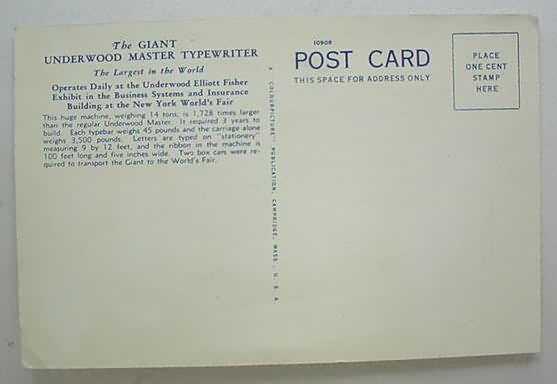 The GIANT
UNDERWOOD MASTER TYPEWRITER
The Largest in the World
Operates Daily at the Underwood Elliott Fisher
Exhibit in the Business Systems and Insurance
Building at the New York World's Fair
This huge machine, weighing 14 tons, is 1,728 times larger
than the regular Underwood Master. It required 3 years to
build. Each typebar weighs 45 pounds and the carriage alone
weighs 3,500 pounds. Letters are typed on "stationery"
measuring 9 by 12 feet, and the ribbon in the machine is
100 feet long and five inches wide. Two box cars were re-
quired to transport the Giant to the World's Fair.
A "COLOURPICTURE" PUBLICATION, CAMBRIDGE, MASS., U. S. A.
10908
POST CARD
THIS SPACE FOR ADDRESS ONLY
PLACE
ONE CENT
STAMP
HERE